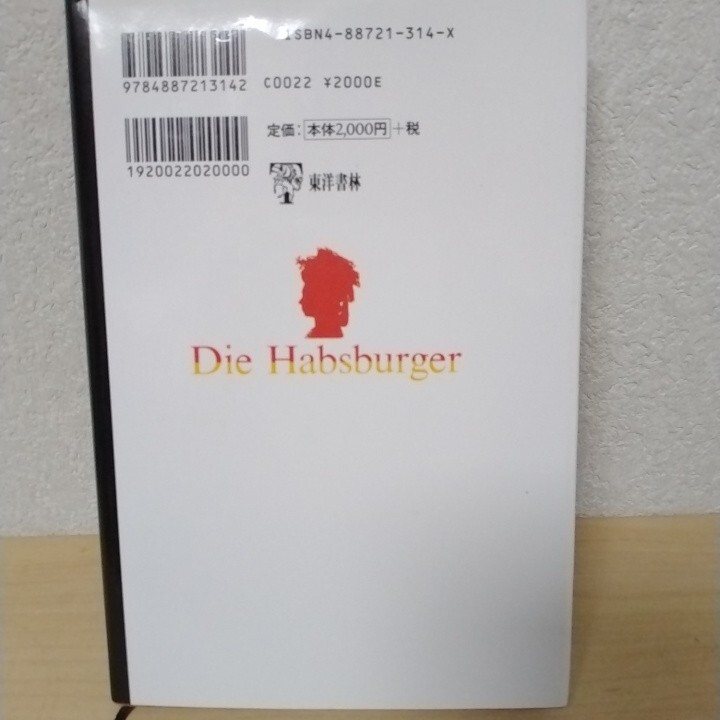 ISBN4-88721-314-X
9784887213142
C0022 ¥2000E
定価：本体2,000円+税
1920022020000
東洋書林
Die Habsburger